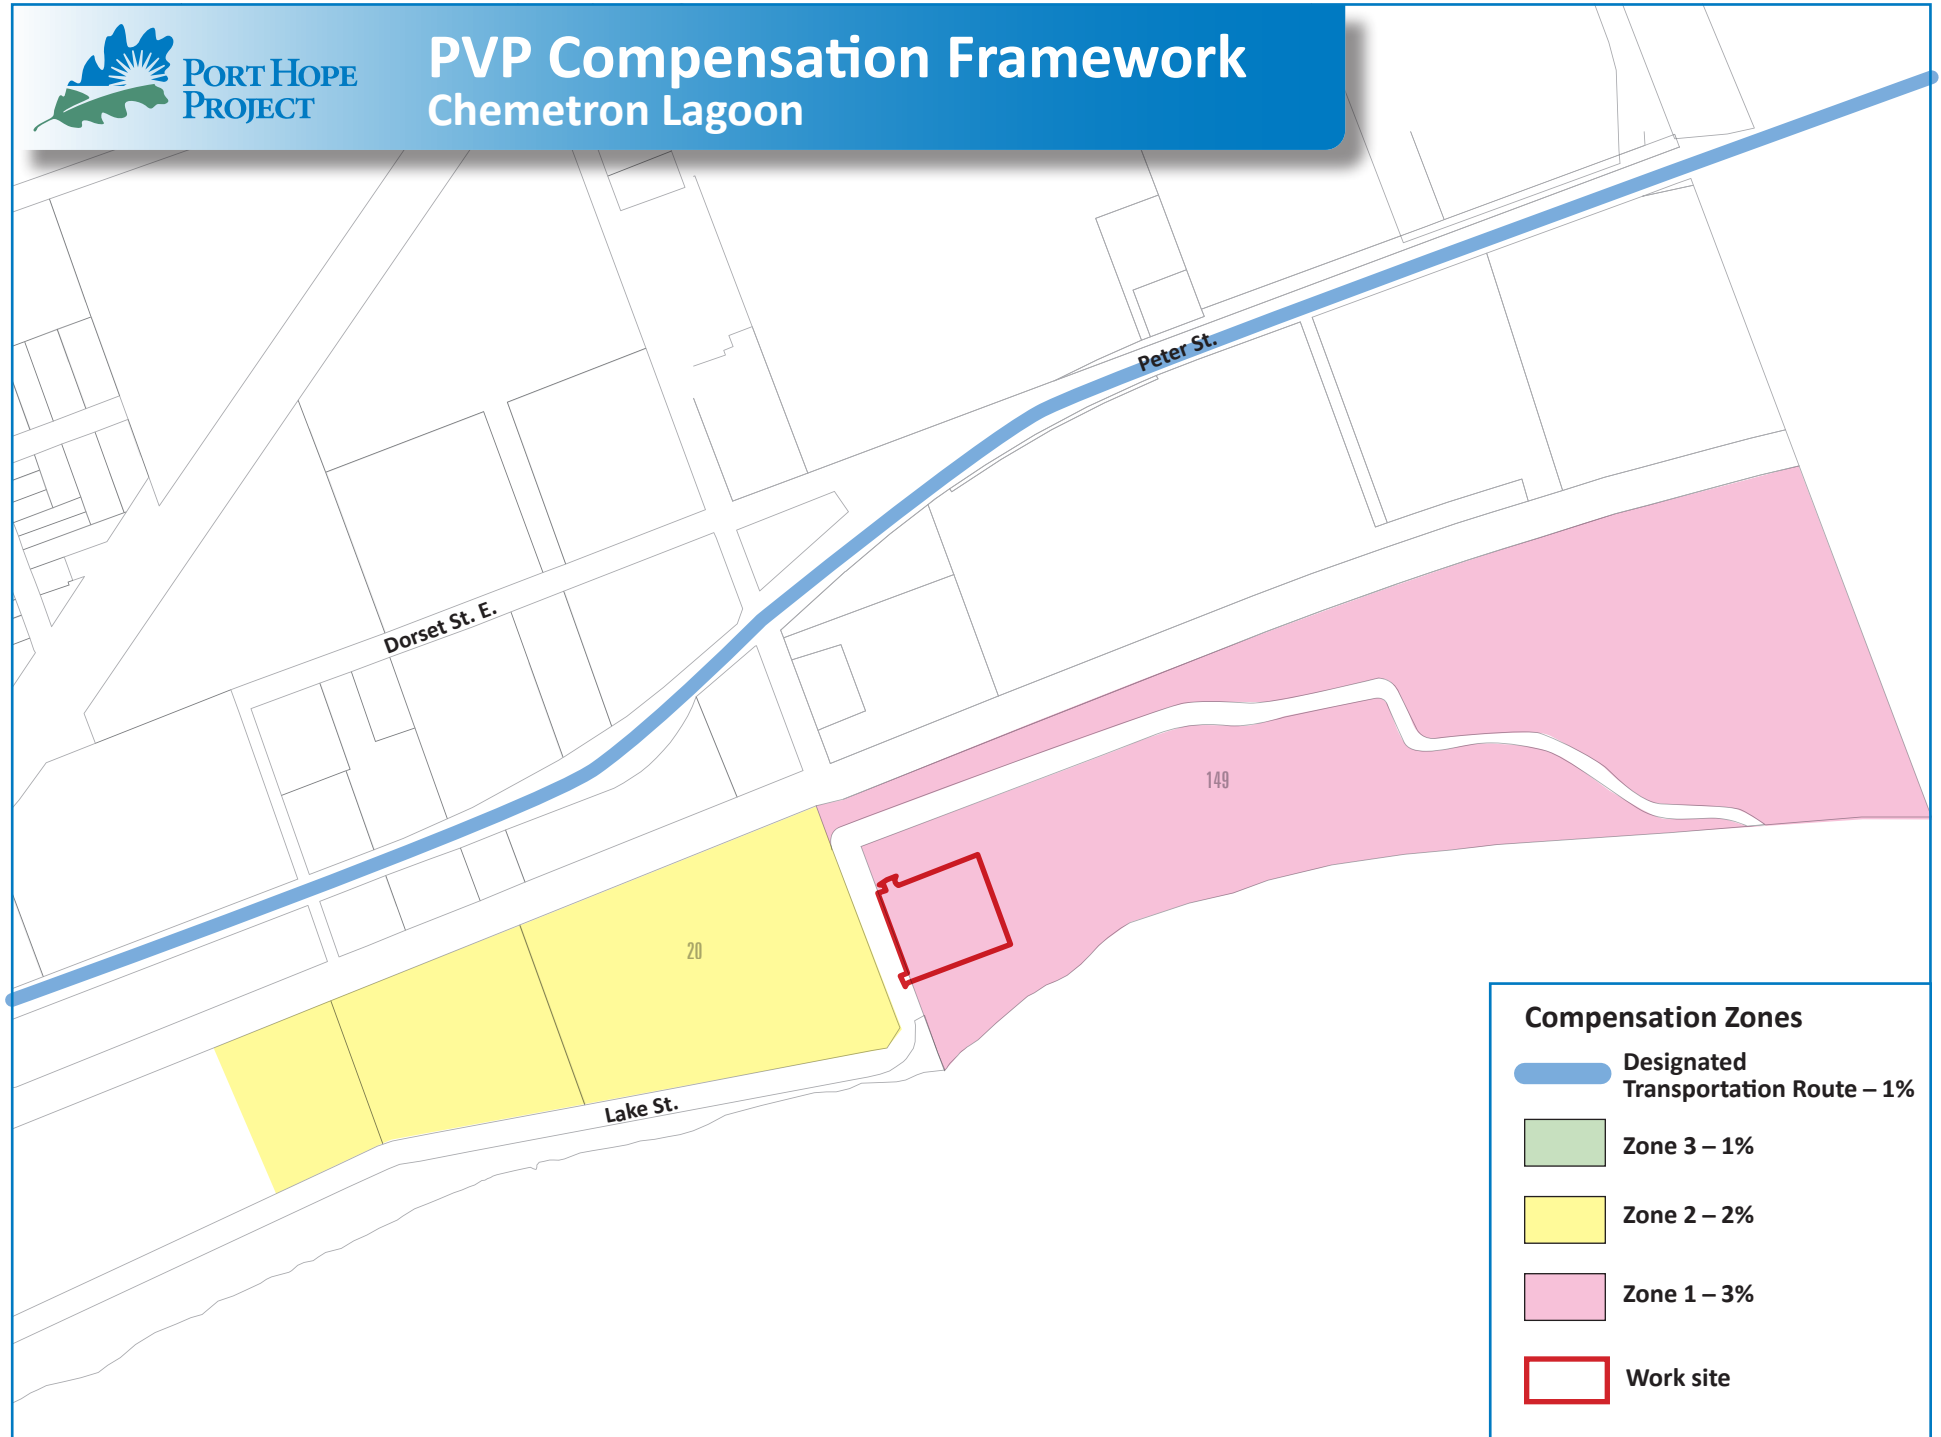 PORT HOPE
PROJECT
PVP Compensation Framework
Chemetron Lagoon
Peter St.
Dorset St. E.
149
20
Lake St.
Compensation Zones
Designated
Transportation Route – 1%
Zone 3 – 1%
Zone 2 – 2%
Zone 1 – 3%
Work site